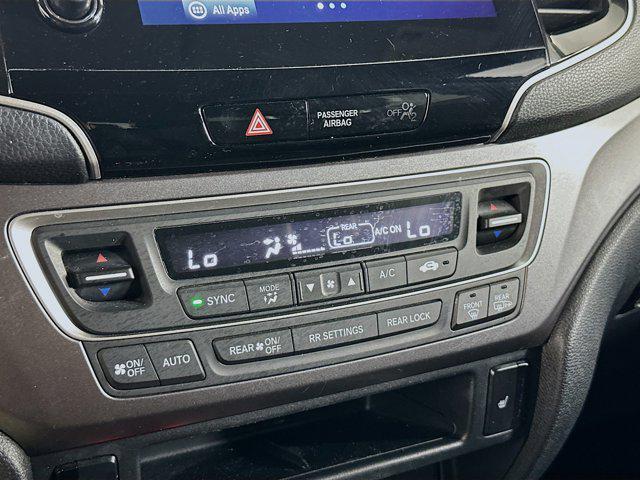 All Apps
PASSENGER
AIRBAG
OFF 2
Lo
REAR
Lo
A/C ON
Lo
SYNC
MODE
A/C
ON/
OFF
AUTO
REAR ON/
OFF
RR SETTINGS
REAR LOCK
FRONT
REAR